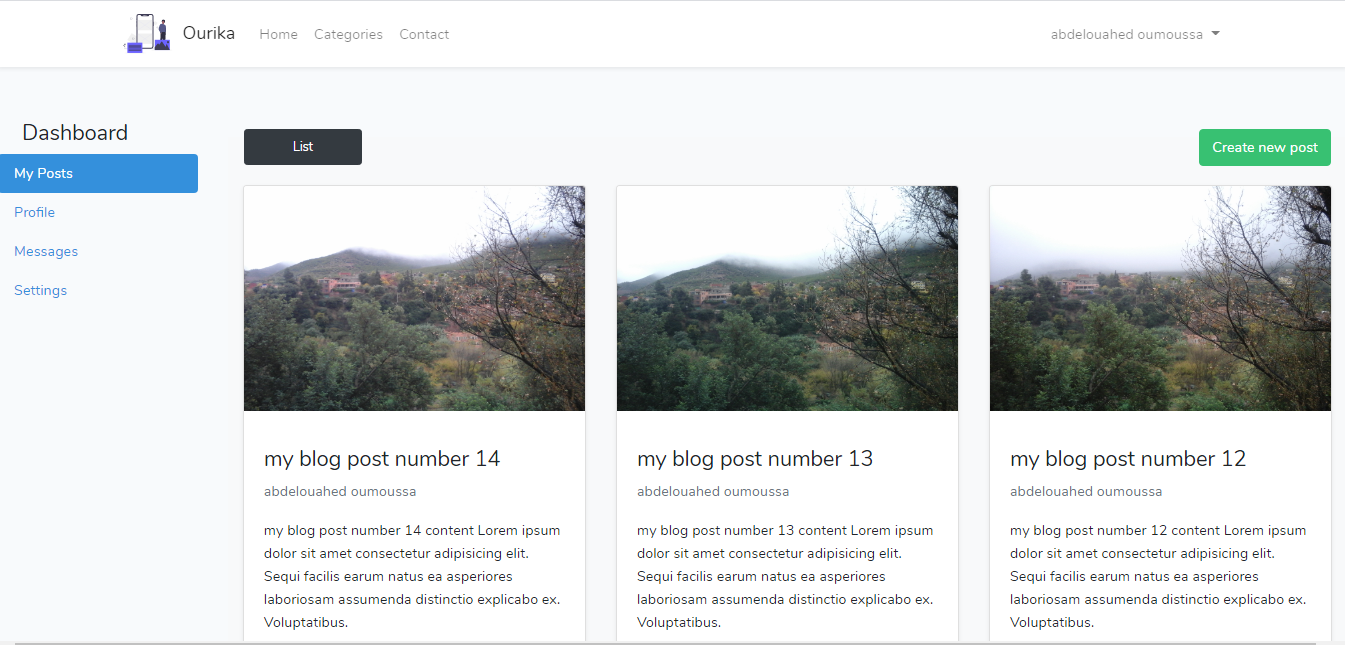 Ourika
Home
Categories
Contact
abdelouahed oumoussa
Dashboard
My Posts
Profile
Messages
Settings
List
Create new post
my blog post number 14
abdelouahed oumoussa
my blog post number 14 content Lorem ipsum
dolor sit amet consectetur adipisicing elit.
Sequi facilis earum natus ea asperiores
laboriosam assumenda distinctio explicabo ex.
Voluptatibus.
my blog post number 13
abdelouahed oumoussa
my blog post number 13 content Lorem ipsum
dolor sit amet consectetur adipisicing elit.
Sequi facilis earum natus ea asperiores
laboriosam assumenda distinctio explicabo ex.
Voluptatibus.
my blog post number 12
abdelouahed oumoussa
my blog post number 12 content Lorem ipsum
dolor sit amet consectetur adipisicing elit.
Sequi facilis earum natus ea asperiores
laboriosam assumenda distinctio explicabo ex.
Voluptatibus.